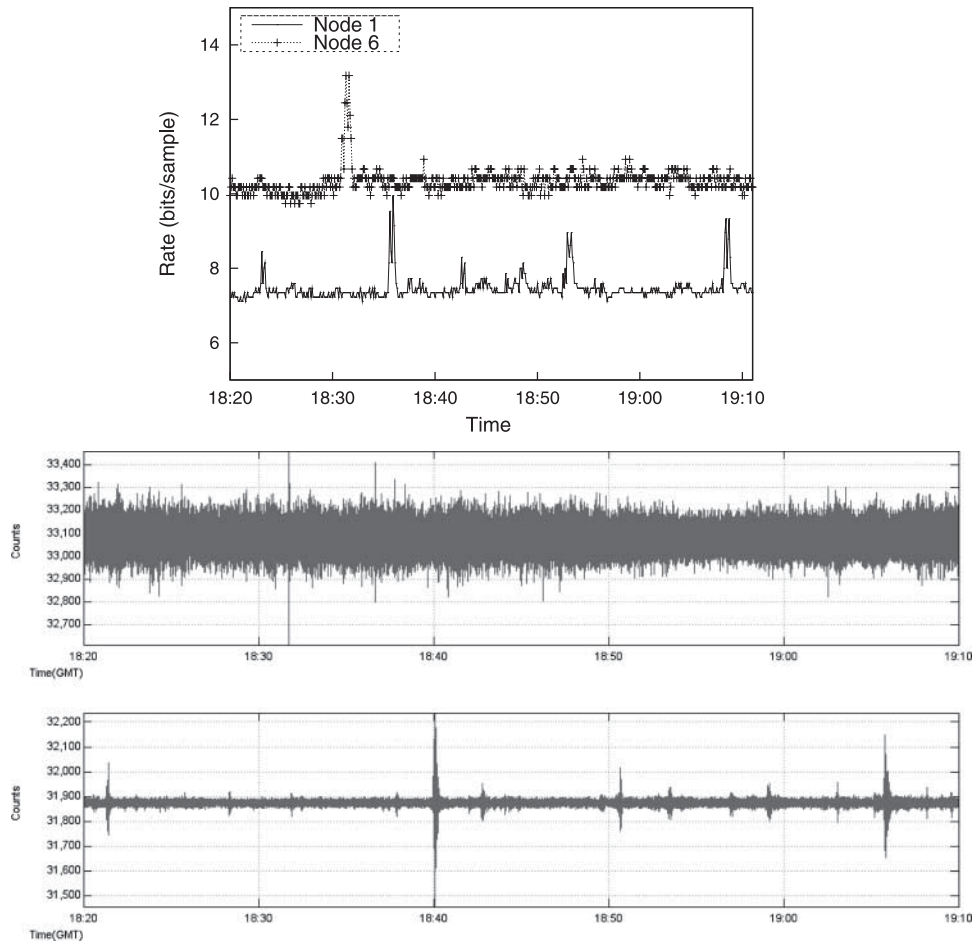 Node 1
Node 6
14
12
10
8
6
Rate (bits/sample)
18:20 18:30 18:40 18:50 19:00 19:10
Time
33,400
33,300
33,200
33,100
33,000
32,900
32,800
32,700
Counts
18:20 18:30 18:40 18:50 19:00 19:10
Time(GMT)
32,200
32,100
32,000
31,900
31,800
31,700
31,600
31,500
Counts
18:20 18:30 18:40 18:50 19:00 19:10
Time(GMT)